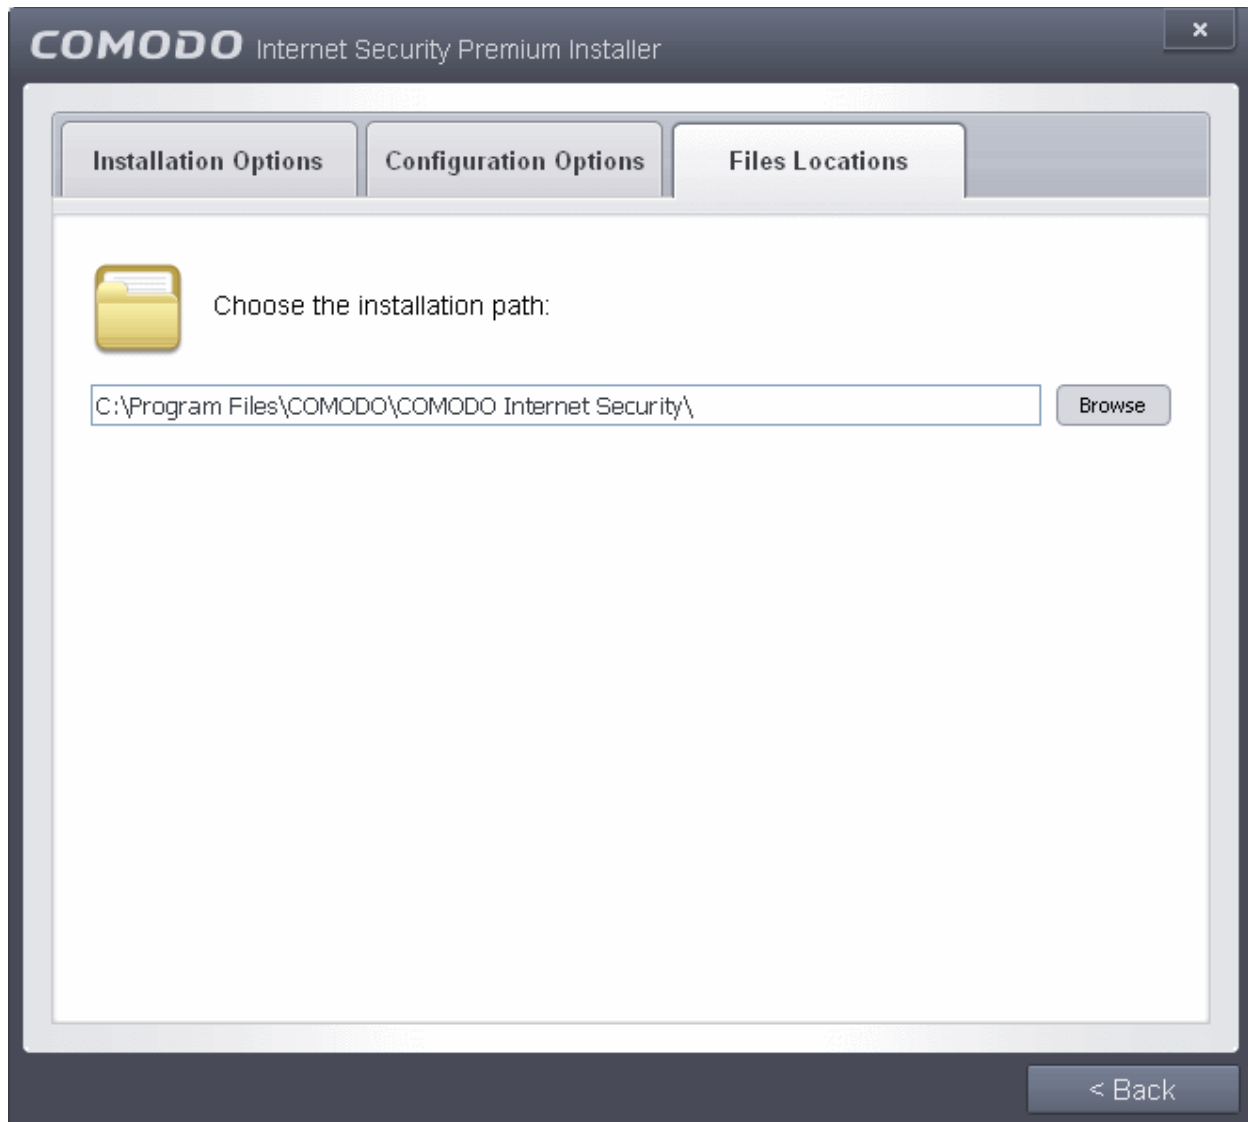 COMODO Internet Security Premium Installer
x
Installation Options
Configuration Options
Files Locations
Choose the installation path:
C:\Program Files\COMODO\COMODO Internet Security\
Browse
< Back